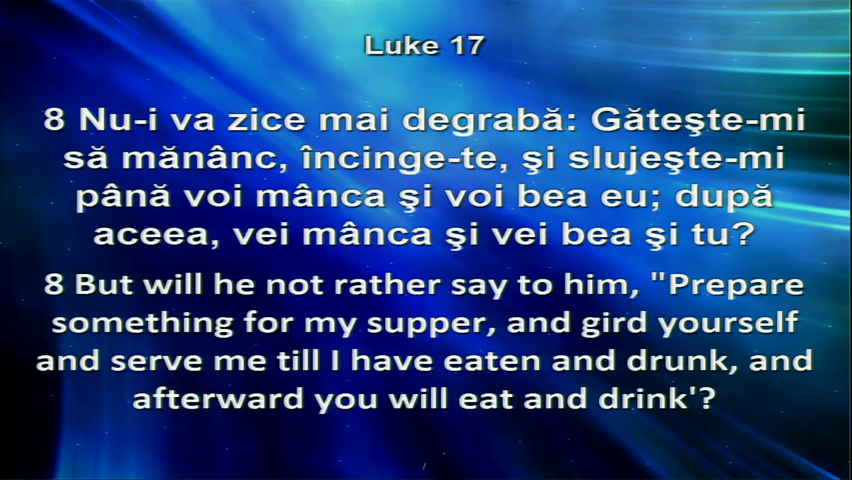 Luke 17
8 Nu-i va zice mai degrabă: Găteşte-mi
să mănânc, încinge-te, şi slujeşte-mi
până voi mânca şi voi bea eu; după
aceea, vei mânca şi vei bea şi tu?
8 But will he not rather say to him, "Prepare
something for my supper, and gird yourself
and serve me till I have eaten and drunk, and
afterward you will eat and drink'?